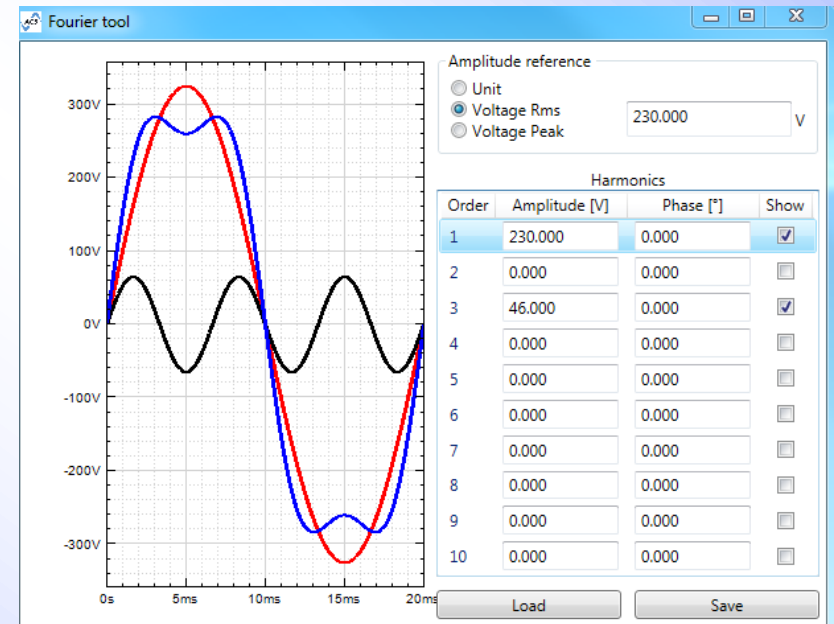 ACS Fourier tool
Amplitude reference
Unit
Voltage Rms
Voltage Peak
230.000 V
300V
200V
100V
0V
-100V
-200V
-300V
0s 5ms 10ms 15ms 20ms
Harmonics
Order Amplitude [V] Phase [°] Show
1 230.000 0.000
2 0.000 0.000
3 46.000 0.000
4 0.000 0.000
5 0.000 0.000
6 0.000 0.000
7 0.000 0.000
8 0.000 0.000
9 0.000 0.000
10 0.000 0.000
Load Save